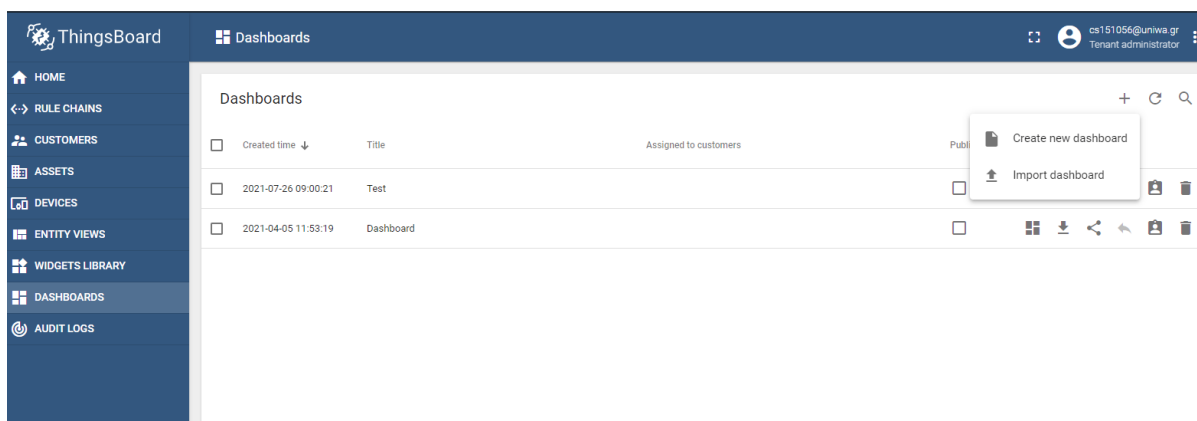 ThingsBoard
Dashboards
cs151056@uniwa.gr
Tenant administrator
HOME
RULE CHAINS
CUSTOMERS
ASSETS
DEVICES
ENTITY VIEWS
WIDGETS LIBRARY
DASHBOARDS
AUDIT LOGS
Dashboards
Created time Title Assigned to customers Publi
Create new dashboard
Import dashboard
2021-07-26 09:00:21 Test
2021-04-05 11:53:19 Dashboard